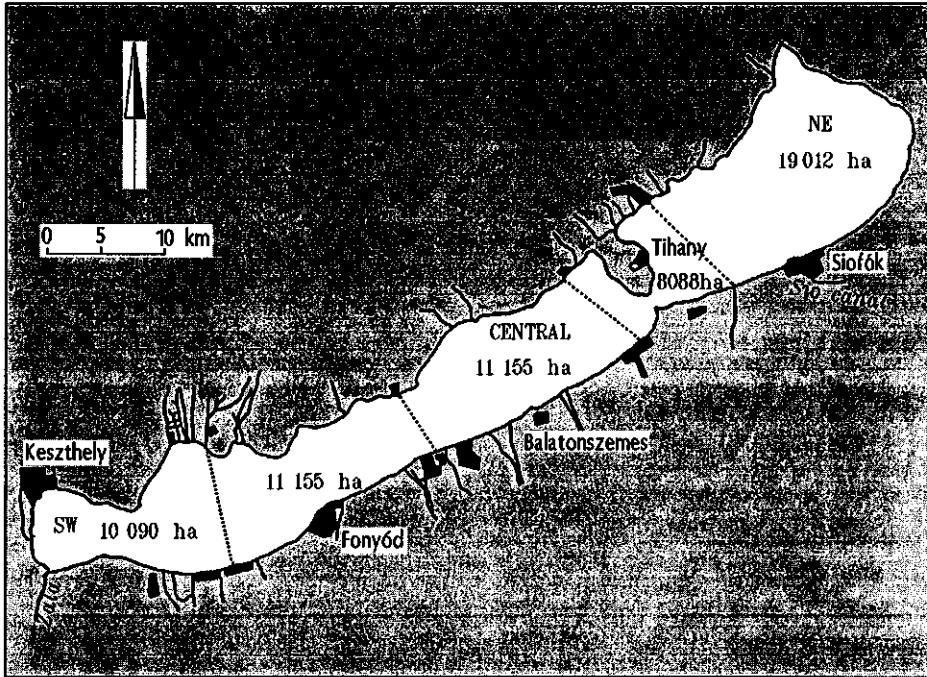 NE
19 012 ha
0 5 10 km
Tihany
8088ha
Siofók
Sió canal
CENTRAL
11 155 ha
Keszthely
Balatonszemes
11 155 ha
SW 10 090 ha
Fonyód